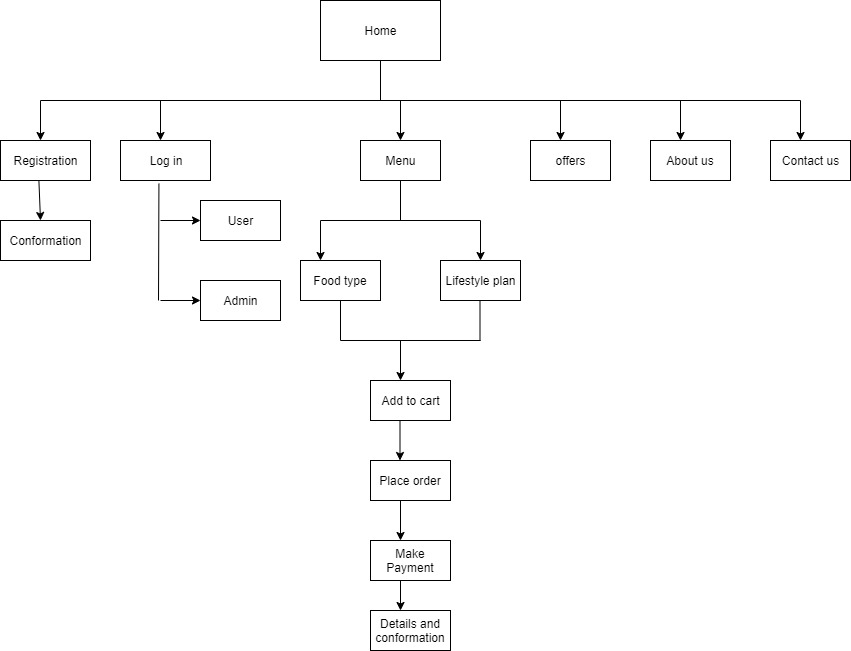 Home
Registration
Log in
Menu
offers
About us
Contact us
Conformation
User
Admin
Food type
Lifestyle plan
Add to cart
Place order
Make
Payment
Details and
conformation